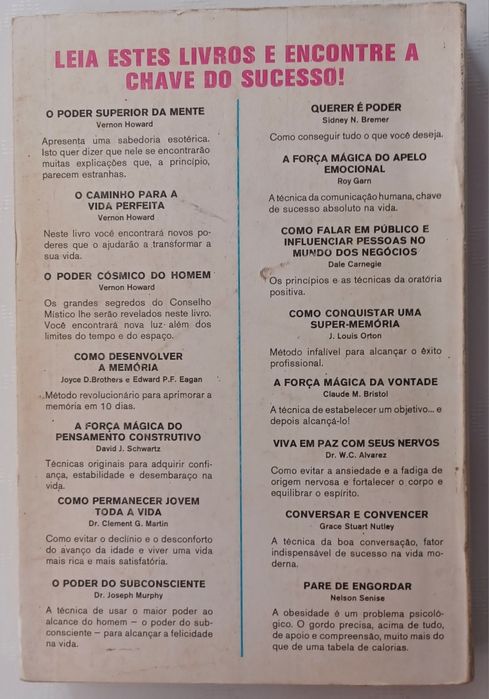 LEIA ESTES LIVROS E ENCONTRE A
CHAVE DO SUCESSO!
O PODER SUPERIOR DA MENTE
Vernon Howard
Apresenta uma sabedoria esotérica.
Isto quer dizer que nele se encontrarão
muitas explicações que, a princípio,
parecem estranhas.
O CAMINHO PARA A
VIDA PERFEITA
Vernon Howard
Neste livro você encontrará novos po-
deres que o ajudarão a transformar a
sua vida.
O PODER CÓSMICO DO HOMEM
Vernon Howard
Os grandes segredos do Conselho
Místico lhe serão revelados neste livro.
Você encontrará nova luz além dos
limites do tempo e do espaço.
COMO DESENVOLVER
A MEMÓRIA
Joyce D.Brothers e Edward P.F. Eagan
Método revolucionário para aprimorar a
memória em 10 dias.
A FORÇA MÁGICA DO
PENSAMENTO CONSTRUTIVO
David J. Schwartz
Técnicas originais para adquirir confi-
ança, estabilidade e desembaraço na
vida.
COMO PERMANECER JOVEM
TODA A VIDA
Dr. Clement G. Martin
Como evitar o declínio e o desconforto
do avanço da idade e viver uma vida
mais rica e mais satisfatória.
O PODER DO SUBCONSCIENTE
Dr. Joseph Murphy
A técnica de usar o maior poder ao
alcance do homem — o poder do sub-
consciente — para alcançar a felicidade
na vida.
QUERER É PODER
Sidney N. Bremer
Como conseguir tudo o que você deseja.
A FORÇA MÁGICA DO APELO
EMOCIONAL
Roy Garn
A técnica da comunicação humana, chave
de sucesso absoluto na vida.
COMO FALAR EM PÚBLICO E
INFLUENCIAR PESSOAS NO
MUNDO DOS NEGÓCIOS
Dale Carnegie
Os princípios e as técnicas da oratória
positiva.
COMO CONQUISTAR UMA
SUPER-MEMÓRIA
J. Louis Orton
Método infalível para alcançar o êxito
profissional.
A FORÇA MÁGICA DA VONTADE
Claude M. Bristol
A técnica de estabelecer um objetivo... e
depois alcançá-lo!
VIVA EM PAZ COM SEUS NERVOS
Dr. W.C. Alvarez
Como evitar a ansiedade e a fadiga de
origem nervosa e fortalecer o corpo e
equilibrar o espírito.
CONVERSAR E CONVENCER
Grace Stuart Nutley
A técnica da boa conversação, fator
indispensável de sucesso na vida mo-
derna.
PARE DE ENGORDAR
Nelson Senise
A obesidade é um problema psicoló-
gico. O gordo precisa, acima de tudo,
de apoio e compreensão, muito mais do
que de uma tabela de calorias.